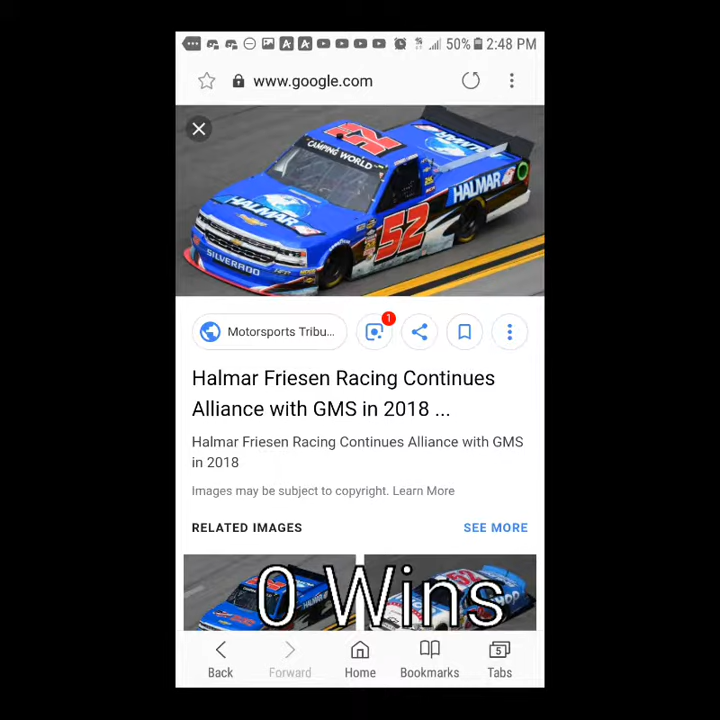 50% 2:48 PM
www.google.com
52
CAMPING WORLD
HALMAR
HALMAR
52
SILVERADO
Motorsports Tribu...
1
Halmar Friesen Racing Continues
Alliance with GMS in 2018 ...
Halmar Friesen Racing Continues Alliance with GMS
in 2018
Images may be subject to copyright. Learn More
RELATED IMAGES SEE MORE
0 Wins
Back Forward Home Bookmarks 5 Tabs